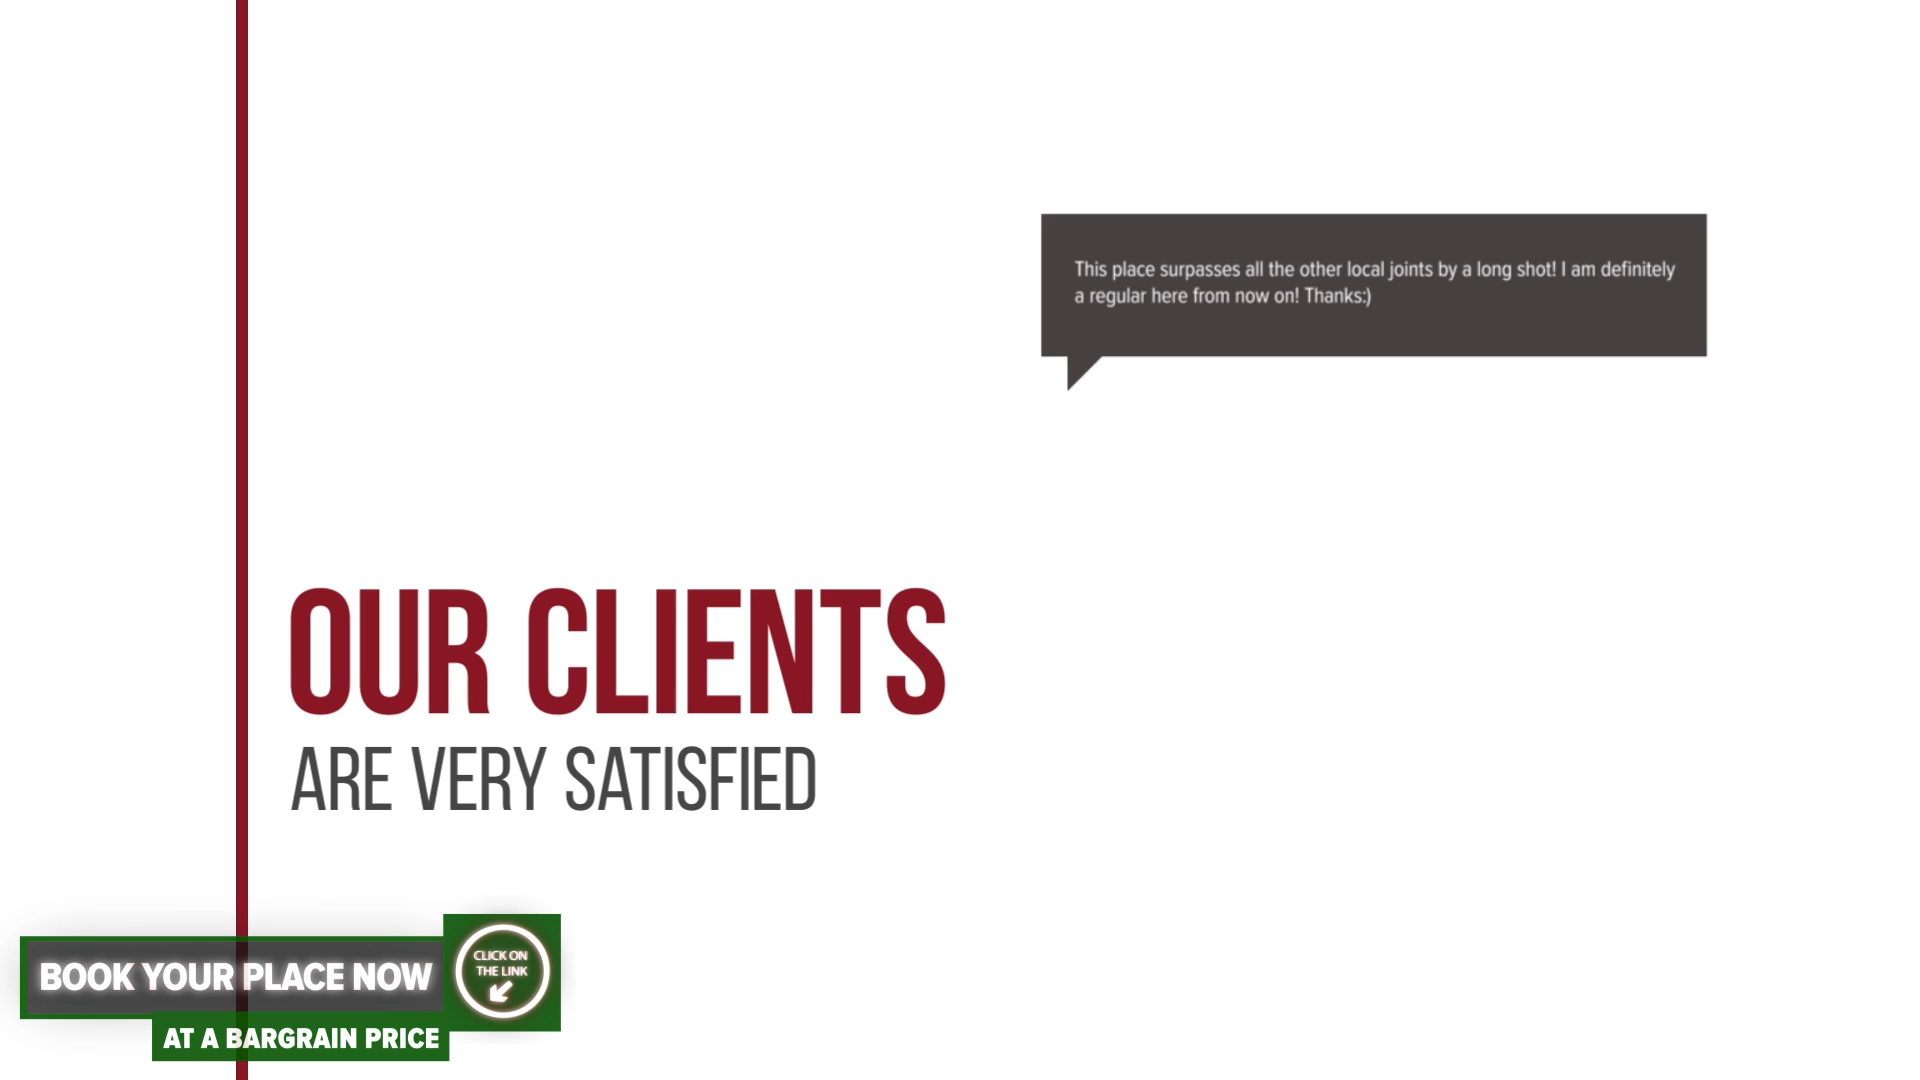 This place surpasses all the other local joints by a long shot! I am definitely
a regular here from now on! Thanks:)
OUR CLIENTS
ARE VERY SATISFIED
BOOK YOUR PLACE NOW
CLICK ON
THE LINK
AT A BARGRAIN PRICE